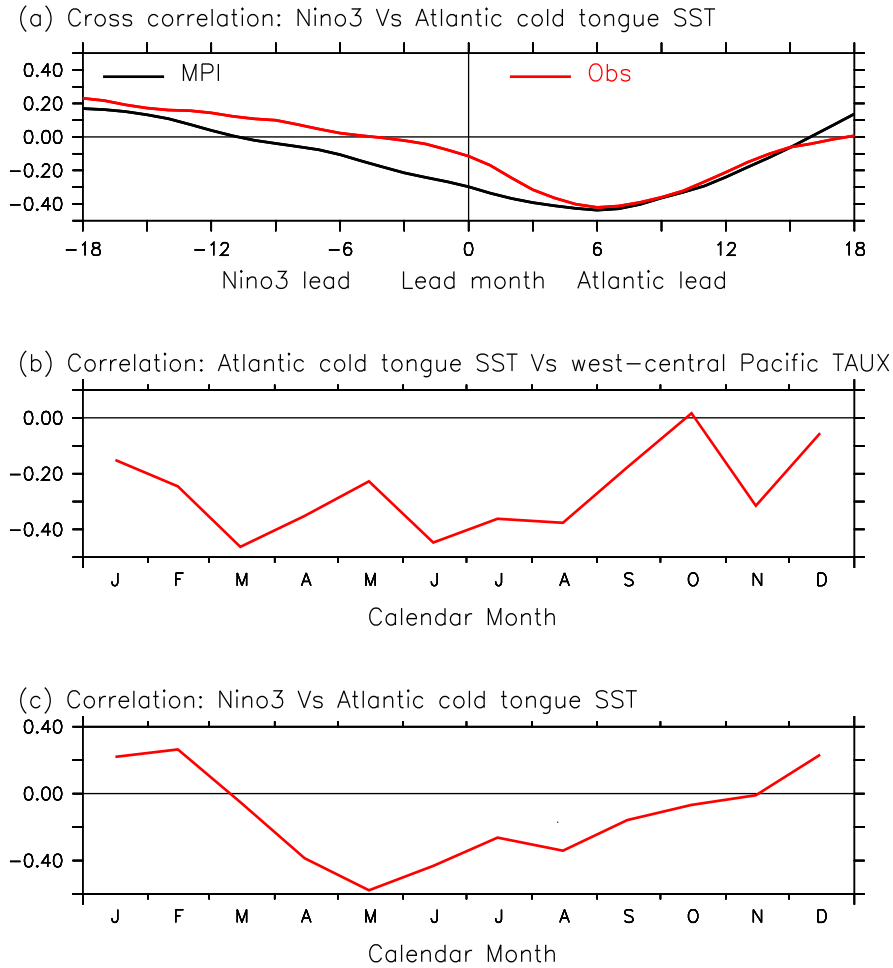 (a) Cross correlation: Nino3 Vs Atlantic cold tongue SST
MPI Obs
0.40
0.20
0.00
−0.20
−0.40
−18 −12 −6 0 6 12 18
Nino3 lead Lead month Atlantic lead
(b) Correlation: Atlantic cold tongue SST Vs west−central Pacific TAUX
0.00
−0.20
−0.40
J F M A M J J A S O N D
Calendar Month
(c) Correlation: Nino3 Vs Atlantic cold tongue SST
0.40
0.00
−0.40
J F M A M J J A S O N D
Calendar Month